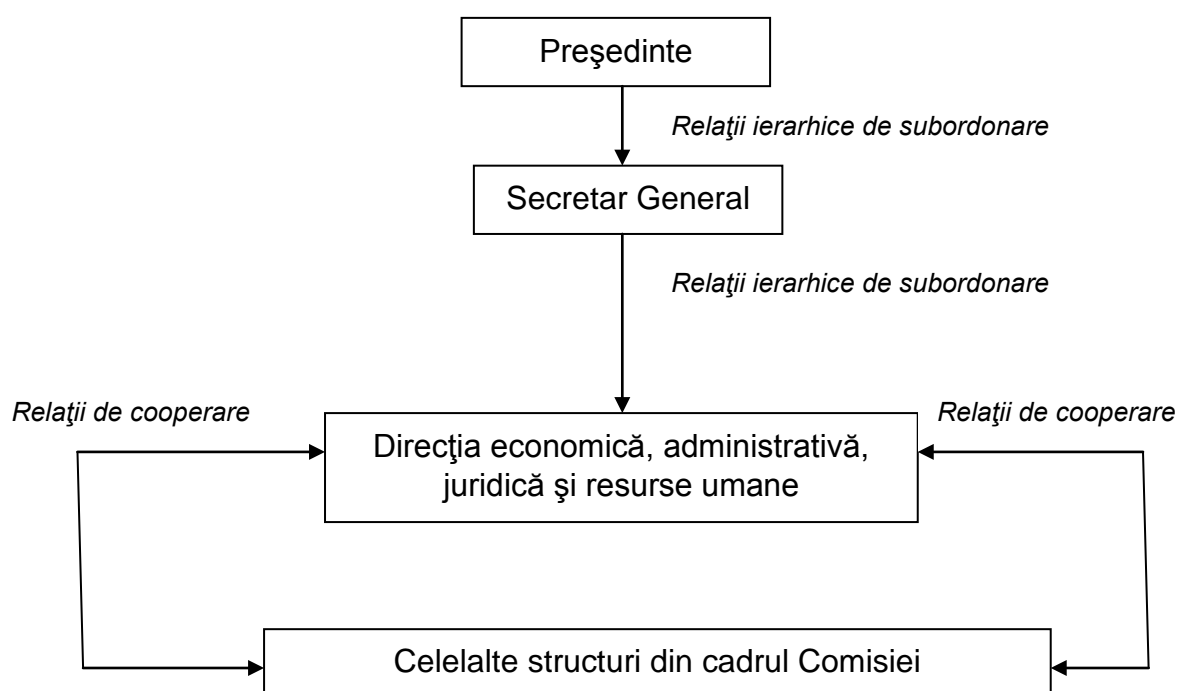 Preşedinte
Relaţii ierarhice de subordonare
Secretar General
Relaţii ierarhice de subordonare
Relaţii de cooperare
Relaţii de cooperare
Direcţia economică, administrativă,
juridică şi resurse umane
Celelalte structuri din cadrul Comisiei